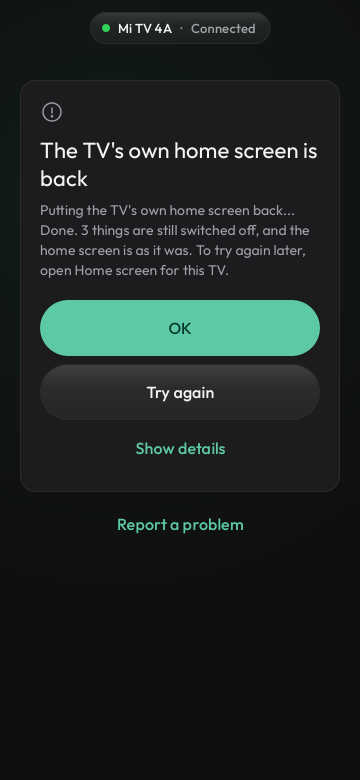 Mi TV 4A · Connected
The TV's own home screen is
back
Putting the TV's own home screen back...
Done. 3 things are still switched off, and the
home screen is as it was. To try again later,
open Home screen for this TV.
OK
Try again
Show details
Report a problem